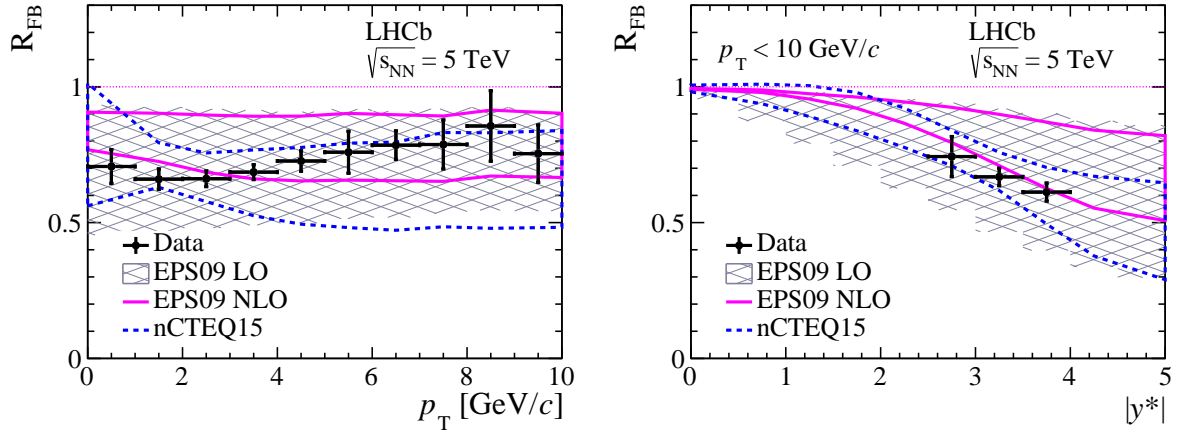 R_FB
LHCb
√s_NN = 5 TeV
1
0.5
0
Data
EPS09 LO
EPS09 NLO
nCTEQ15
0 2 4 6 8 10
p_T [GeV/c]
R_FB
p_T < 10 GeV/c
LHCb
√s_NN = 5 TeV
1
0.5
0
Data
EPS09 LO
EPS09 NLO
nCTEQ15
0 1 2 3 4 5
|y*|